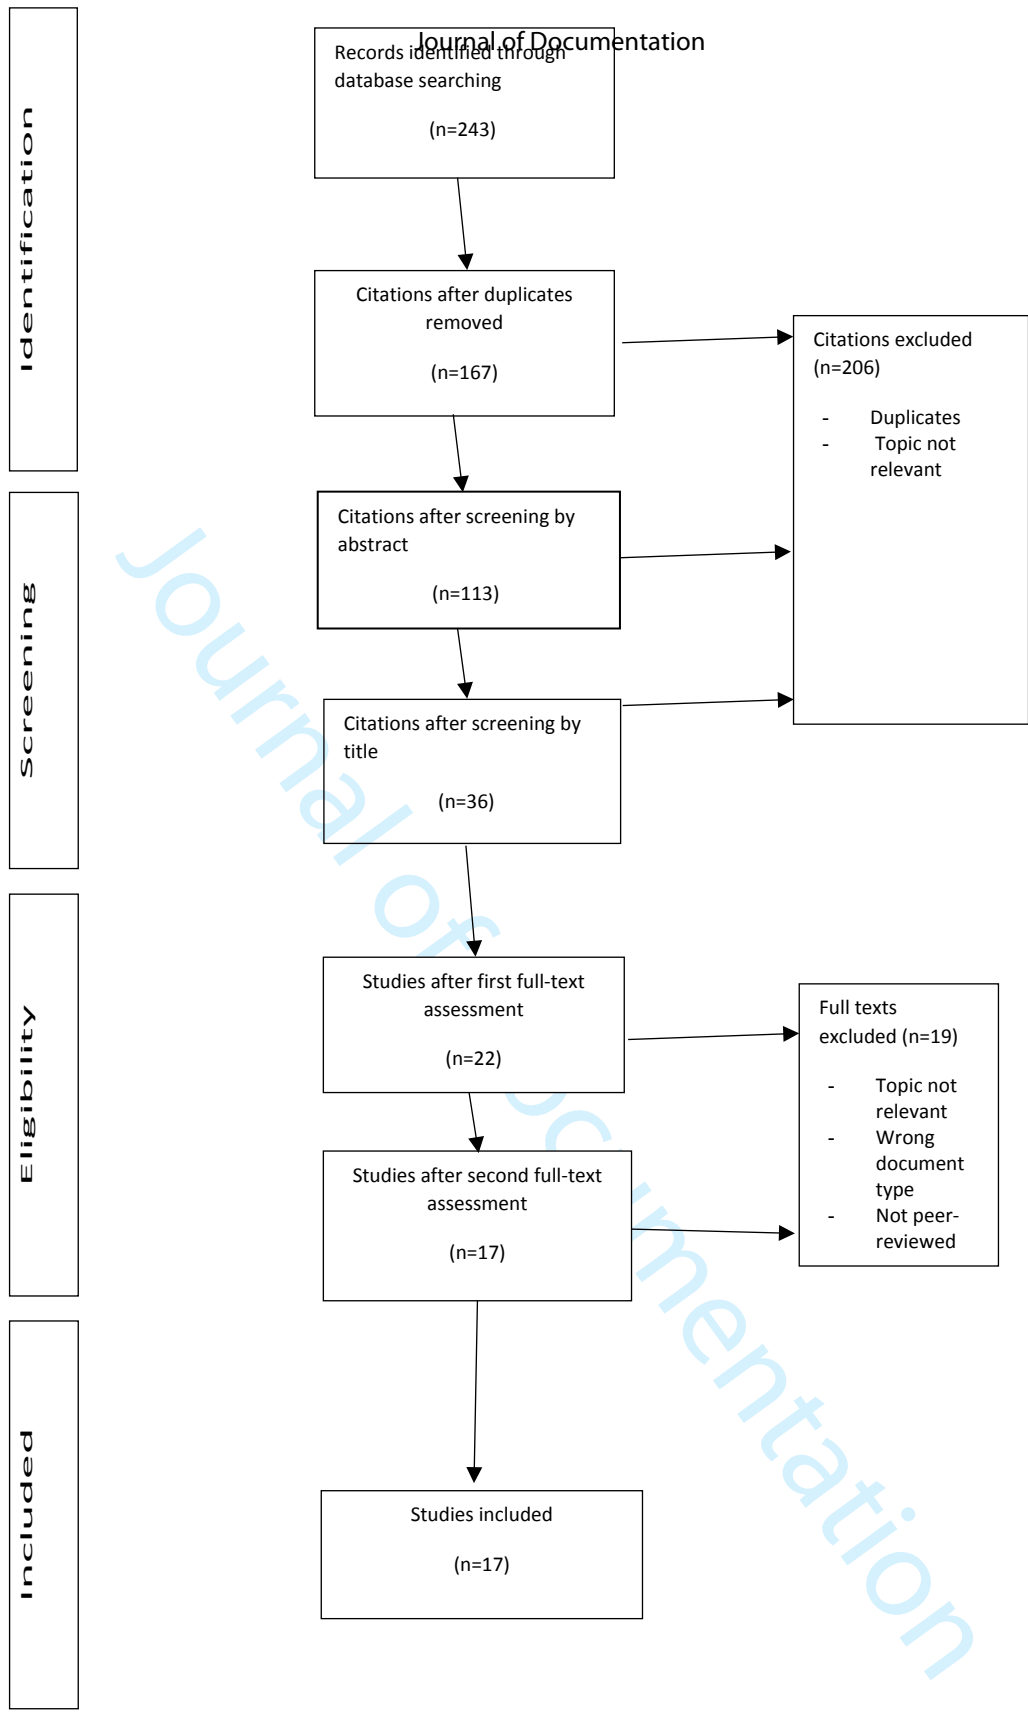 Journal of Documentation
Identification
Records identified through
database searching
(n=243)
Citations after duplicates
removed
(n=167)
Citations excluded
(n=206)
- Duplicates
- Topic not
relevant
Screening
Citations after screening by
abstract
(n=113)
Citations after screening by
title
(n=36)
Eligibility
Studies after first full-text
assessment
(n=22)
Full texts
excluded (n=19)
- Topic not
relevant
- Wrong
document
type
- Not peer-
reviewed
Studies after second full-text
assessment
(n=17)
Included
Studies included
(n=17)
Journal of Documentation